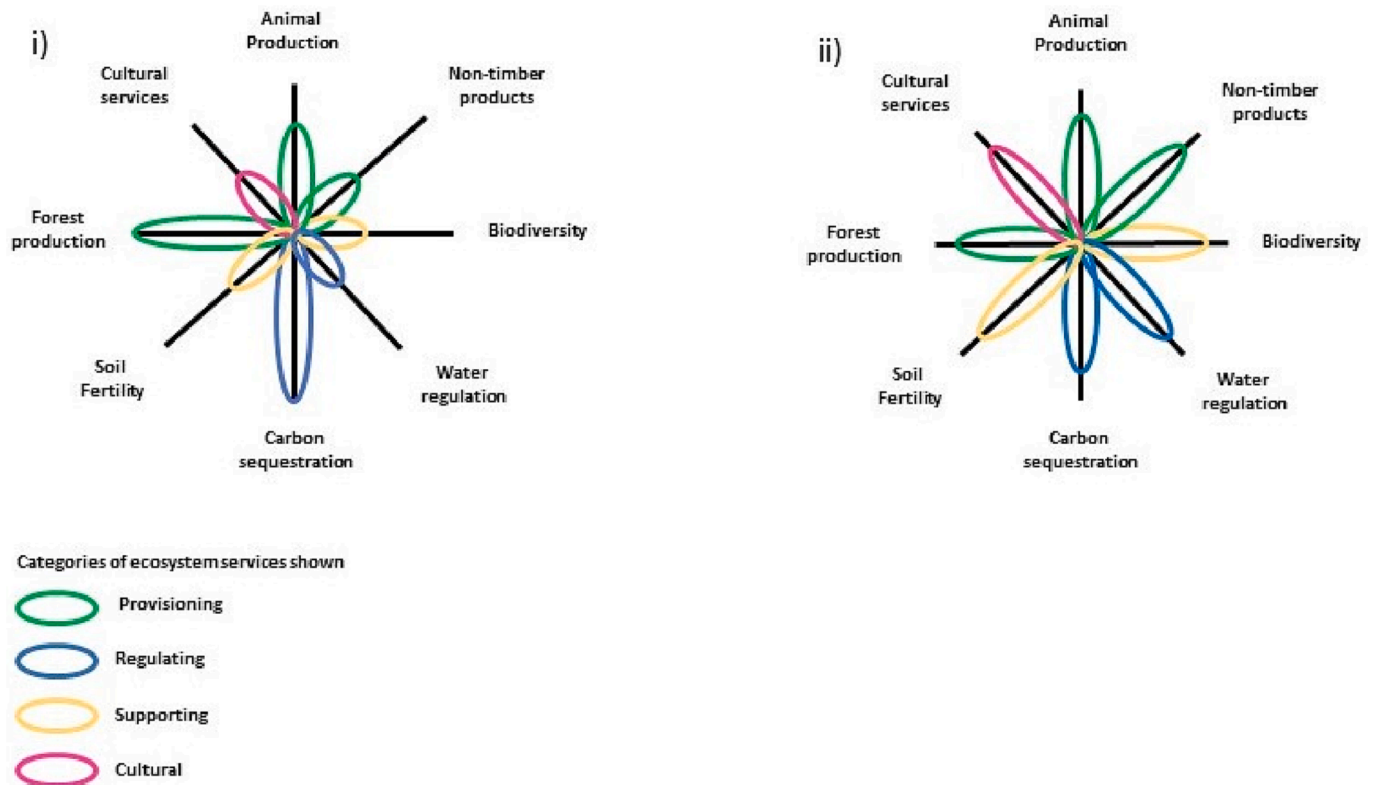 i)
Animal
Production
Cultural
services
Non-timber
products
Forest
production
Biodiversity
Soil
Fertility
Water
regulation
Carbon
sequestration
ii)
Animal
Production
Cultural
services
Non-timber
products
Forest
production
Biodiversity
Soil
Fertility
Water
regulation
Carbon
sequestration
Categories of ecosystem services shown
Provisioning
Regulating
Supporting
Cultural